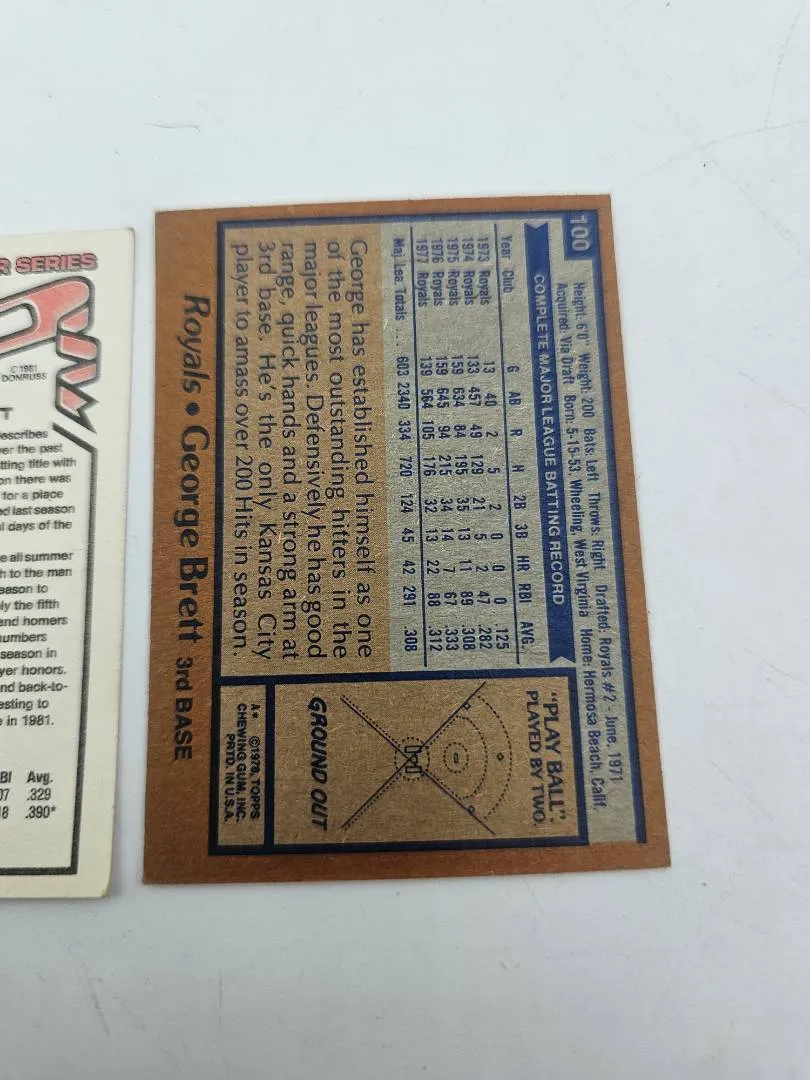 R SERIES
© 1981
DONRUSS
T
escribes
ver the past
tting title with
on there was
for a place
ed last season
l days of the
e all summer
h to the man
eason to
ly the fifth
and homers
numbers
season in
yer honors.
nd back-to-
esting to
e in 1981.
BI Avg.
07 .329
18 .390*
100
Height: 6'0" Weight: 200 Bats: Left Throws: Right Drafted: Royals #2 - June, 1971
Acquired: Via Draft Born: 5-15-53, Wheeling, West Virginia Home: Hermosa Beach, Calif.
COMPLETE MAJOR LEAGUE BATTING RECORD
Year Club G AB R H 2B 3B HR RBI AVG.
1973 Royals 13 40 2 5 2 0 0 0 .125
1974 Royals 133 457 49 129 21 5 2 47 .282
1975 Royals 159 634 84 195 35 13 11 89 .308
1976 Royals 159 645 94 215 34 14 7 67 .333
1977 Royals 139 564 105 176 32 13 22 88 .312
Maj. Lea. Totals ... 603 2340 334 720 124 45 42 291 .308
George has established himself as one
of the most outstanding hitters in the
major leagues. Defensively he has good
range, quick hands and a strong arm at
3rd base. He's the only Kansas City
player to amass over 200 Hits in season.
"PLAY BALL".
PLAYED BY TWO.
GROUND OUT
A* ©1978, TOPPS
CHEWING GUM, INC.
PRTD. IN U.S.A.
Royals • George Brett 3rd BASE